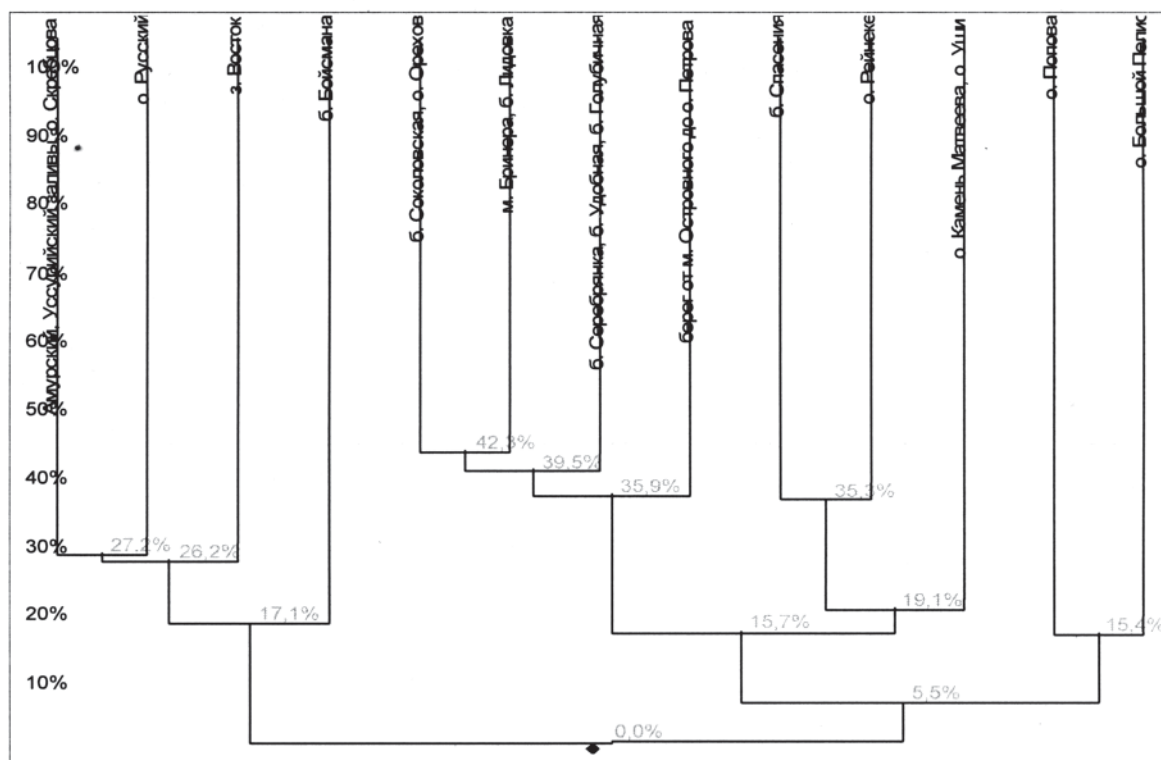 100%
90%
80%
70%
60%
50%
40%
30%
20%
10%
Амурский, Уссурийский заливы, о. Скребцова
о. Русский
з. Восток
б. Бойсмана
б. Соколовская, о. Орехов
м. Бринера, б. Лидовка
б. Серебрянка, б. Удобная, б. Голубичная
берег от м. Островного до о. Петрова
б. Спасения
о. Рейнеке
о. Камень Матвеева, о. Уши
о. Попова
о. Большой Пелис
42,3%
39,5%
35,9%
35,3%
27.2%
26,2%
19,1%
17,1%
15,7%
15,4%
5,5%
0,0%